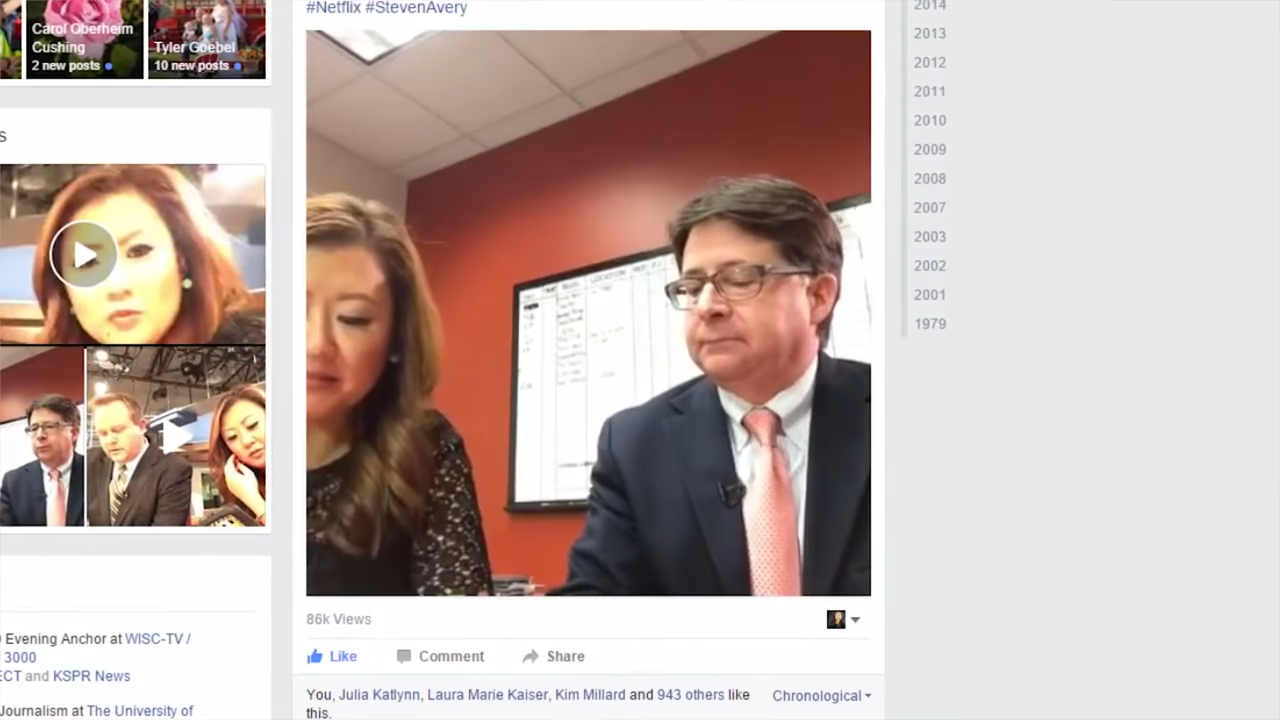 #Netflix #StevenAvery
Carol Oberheim
Cushing
2 new posts
Tyler Goebel
10 new posts
2014
2013
2012
2011
2010
2009
2008
2007
2003
2002
2001
1979
S
LOCATION
86k Views
Like
Comment
Share
You, Julia Katlynn, Laura Marie Kaiser, Kim Millard and 943 others like
this.
Chronological
Evening Anchor at WISC-TV /
3000
ECT and KSPR News
Journalism at The University of